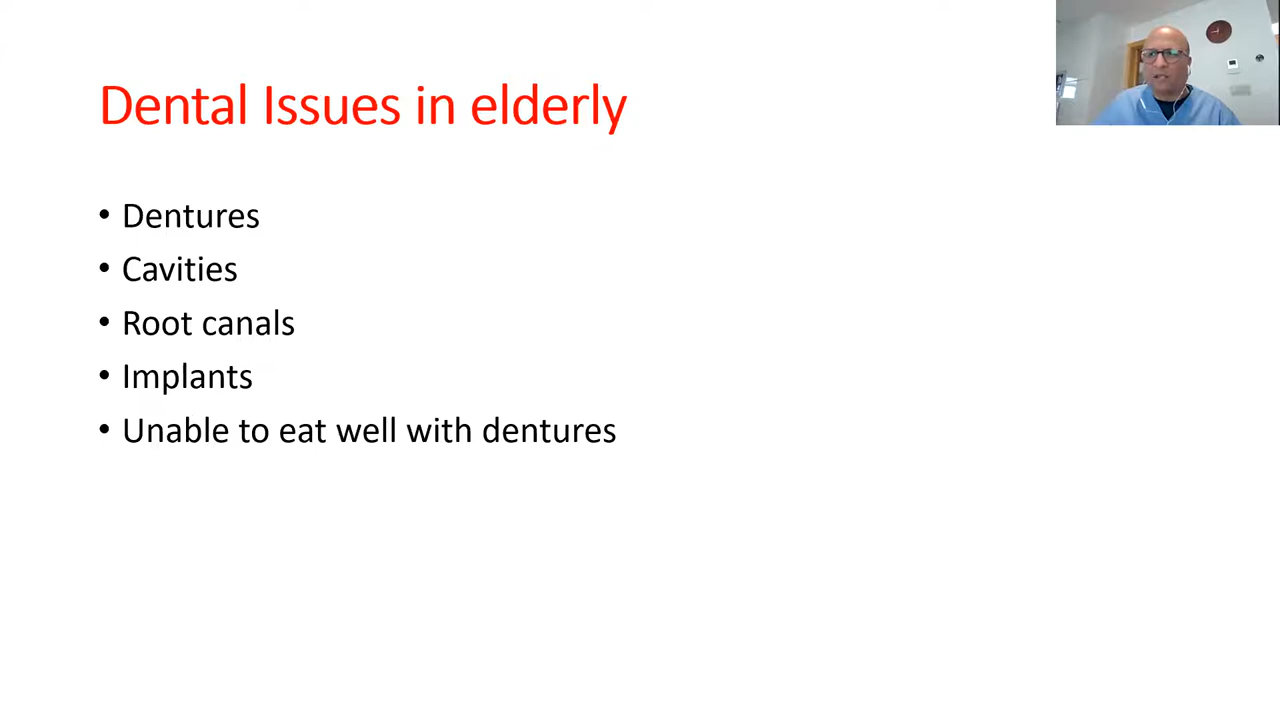 Dental Issues in elderly
• Dentures
• Cavities
• Root canals
• Implants
• Unable to eat well with dentures